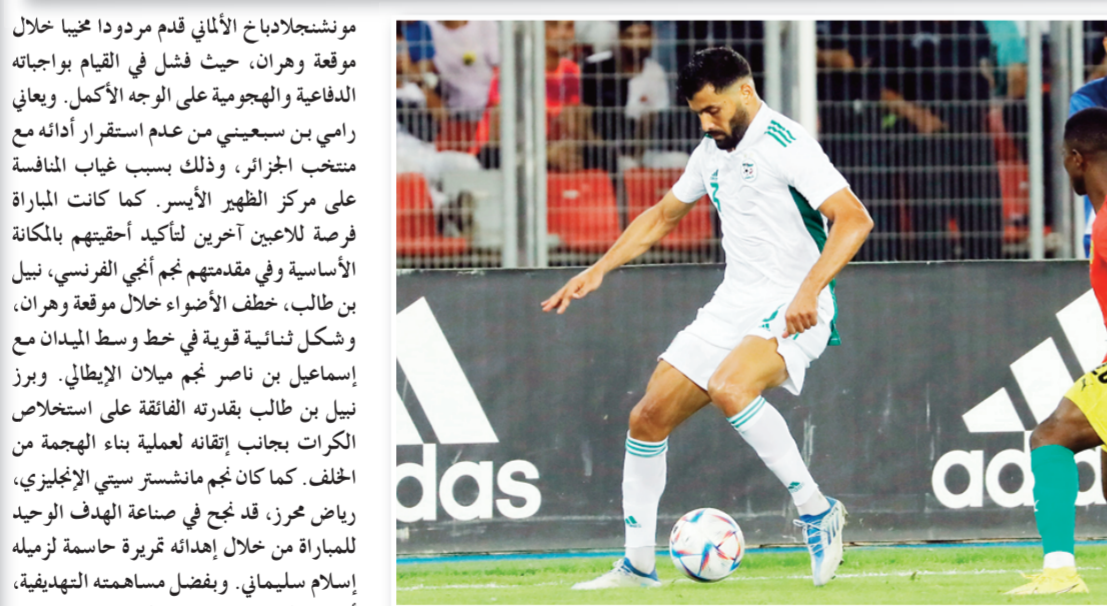 مونشنجلادباخ الألماني قدم مردودا مخيبا خلال
موقعة وهران، حيث فشل في القيام بواجباته
الدفاعية والهجومية على الوجه الأكمل. ويعاني
رامي بن سبعيني من عدم استقرار أدائه مع
منتخب الجزائر، وذلك بسبب غياب المنافسة
على مركز الظهير الأيسر. كما كانت المباراة
فرصة للاعبين آخرين لتأكيد أحقيتهم بالمكانة
الأساسية وفي مقدمتهم نجم أنجي الفرنسي، نبيل
بن طالب، خطف الأضواء خلال موقعة وهران،
وشكل ثنائية قوية في خط وسط الميدان مع
إسماعيل بن ناصر نجم ميلان الإيطالي. وبرز
نبيل بن طالب بقدرته الفائقة على استخلاص
الكرات بجانب إتقانه لعملية بناء الهجمة من
الخلف. كما كان نجم مانشستر سيتي الإنجليزي،
رياض محرز، قد نجح في صناعة الهدف الوحيد
للمباراة من خلال إهدائه تمريرة حاسمة لزميله
إسلام سليماني. وبفضل مساهمته التهديفية،
das
adas